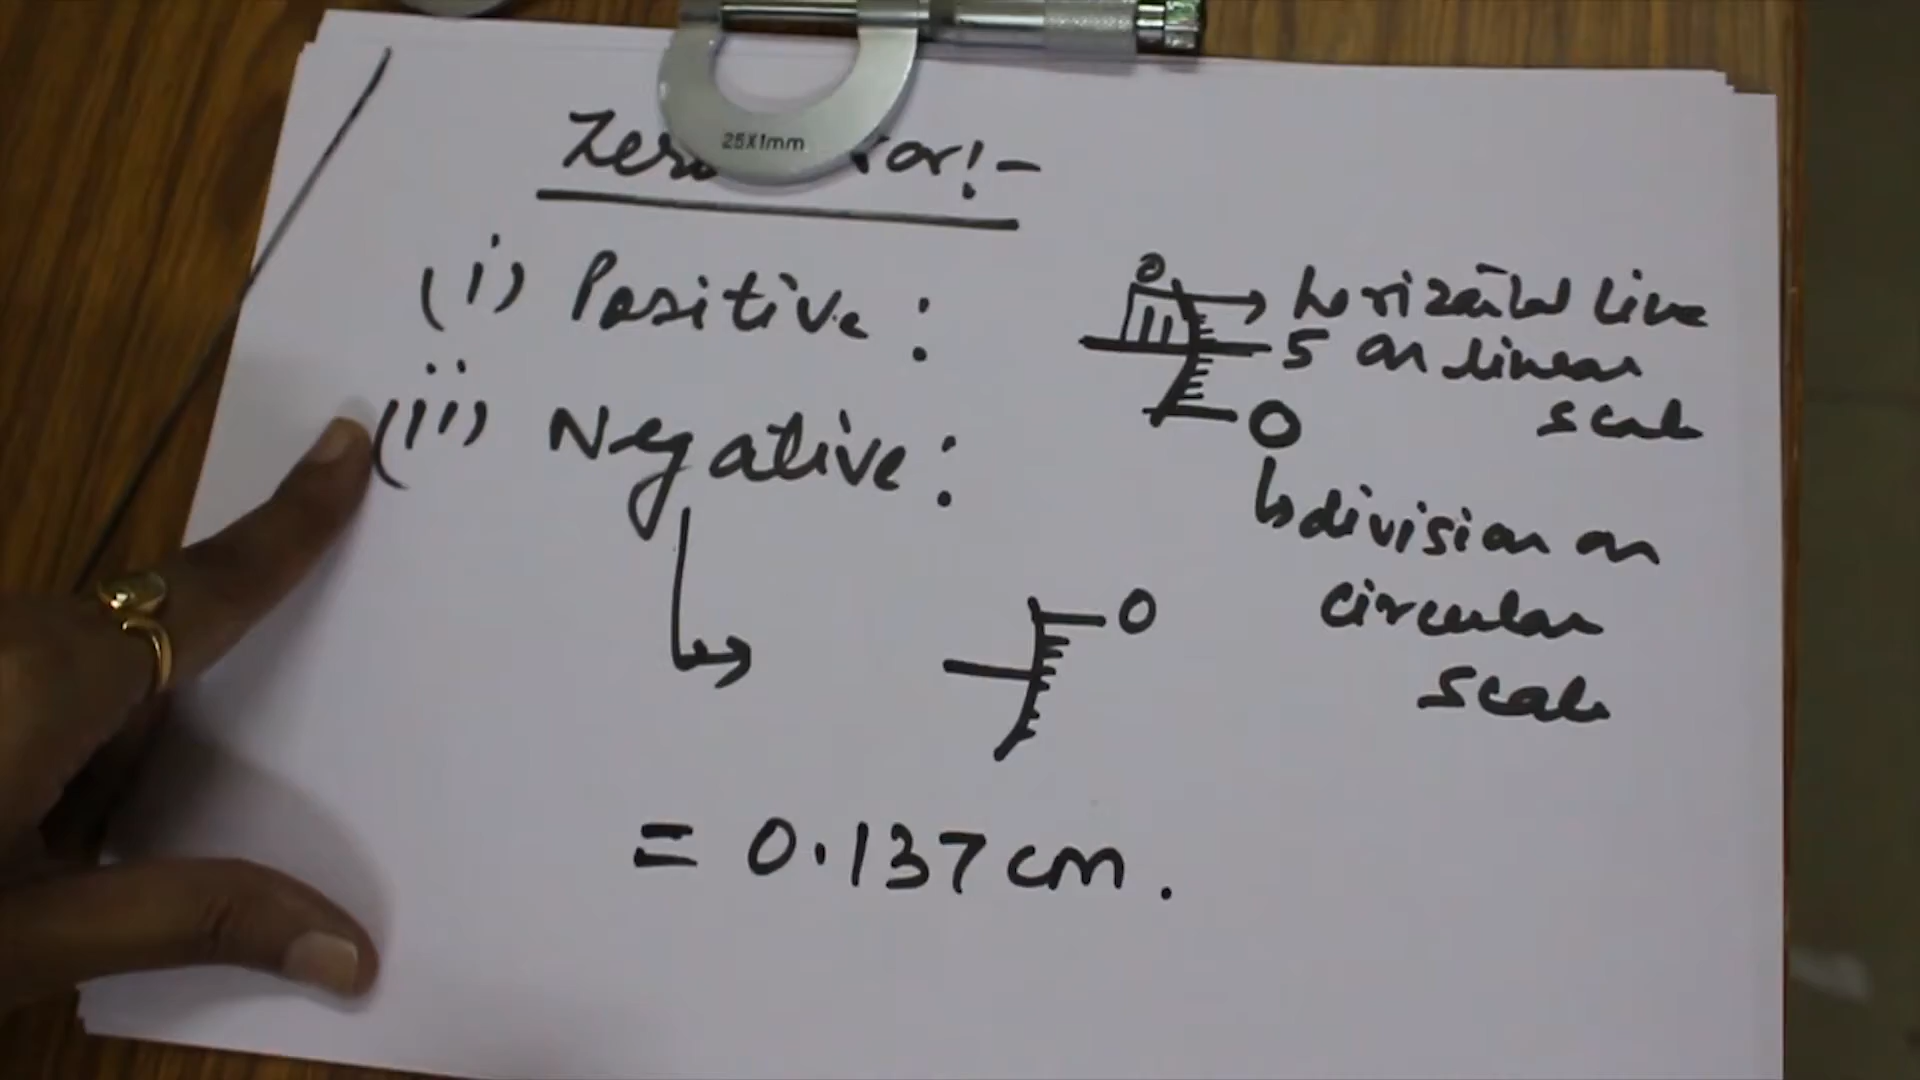 25X1mm
Zero ror:-
(i) Positive:
(ii) Negative:
0
horizontal line
5 on linear
scale
0
division on
circular
scale
0
= 0.137 cm.